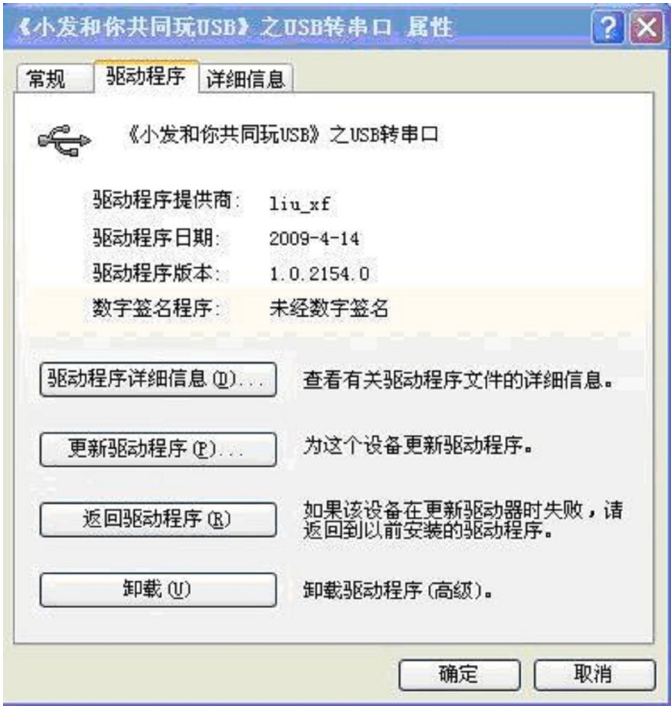 《小发和你共同玩USB》之USB转串口 属性
常规 驱动程序 详细信息
《小发和你共同玩USB》之USB转串口
驱动程序提供商: liu_xf
驱动程序日期: 2009-4-14
驱动程序版本: 1.0.2154.0
数字签名程序: 未经数字签名
驱动程序详细信息(D)... 查看有关驱动程序文件的详细信息。
更新驱动程序(P)... 为这个设备更新驱动程序。
返回驱动程序(R) 如果该设备在更新驱动器时失败，请
返回到以前安装的驱动程序。
卸载(U) 卸载驱动程序(高级)。
确定 取消